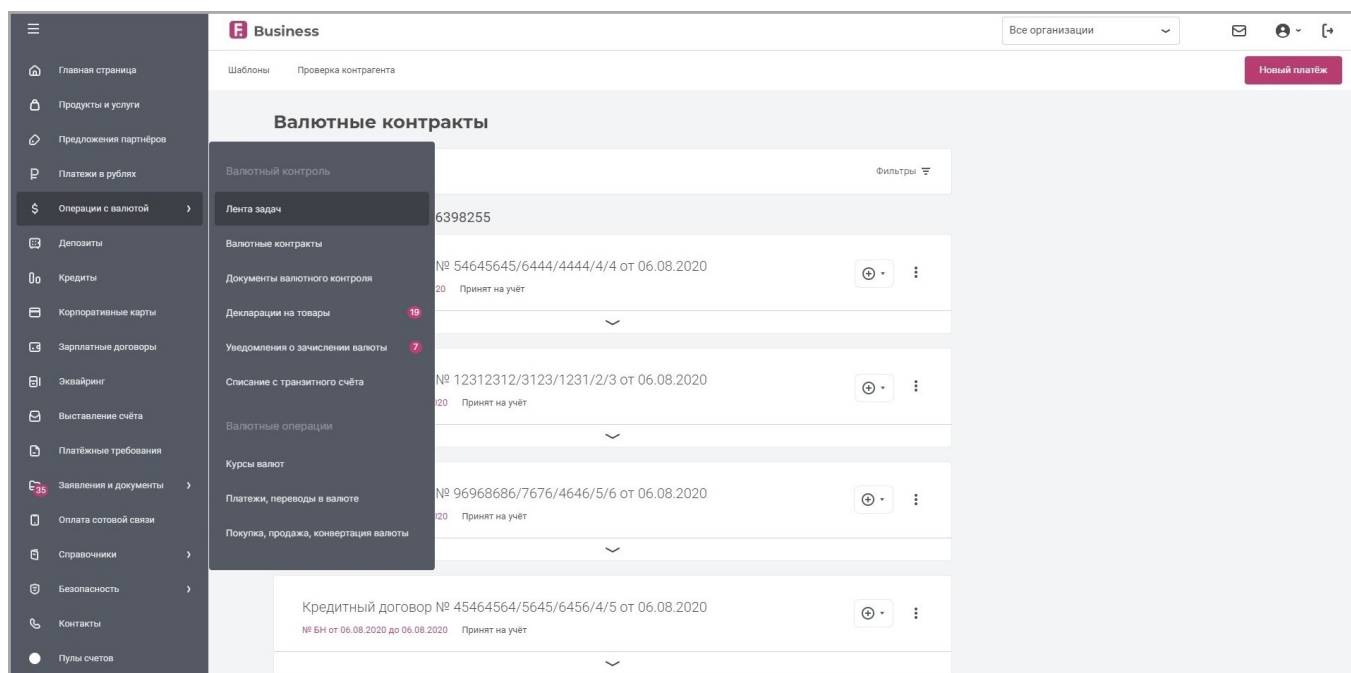 Business
Все организации
Шаблоны
Проверка контрагента
Новый платёж
Главная страница
Продукты и услуги
Предложения партнёров
Платежи в рублях
Операции с валютой
Депозиты
Кредиты
Корпоративные карты
Зарплатные договоры
Эквайринг
Выставление счёта
Платёжные требования
35
Заявления и документы
Оплата сотовой связи
Справочники
Безопасность
Контакты
Пулы счетов
Валютный контроль
Лента задач
Валютные контракты
Документы валютного контроля
Декларации на товары 19
Уведомления о зачислении валюты 7
Списание с транзитного счёта
Валютные операции
Курсы валют
Платежи, переводы в валюте
Покупка, продажа, конвертация валюты
Валютные контракты
Фильтры
6398255
№ 54645645/6444/4444/4/4 от 06.08.2020
20 Принят на учёт
№ 12312312/3123/1231/2/3 от 06.08.2020
020 Принят на учёт
№ 96968686/7676/4646/5/6 от 06.08.2020
020 Принят на учёт
Кредитный договор № 45464564/5645/6456/4/5 от 06.08.2020
№ БН от 06.08.2020 до 06.08.2020 Принят на учёт